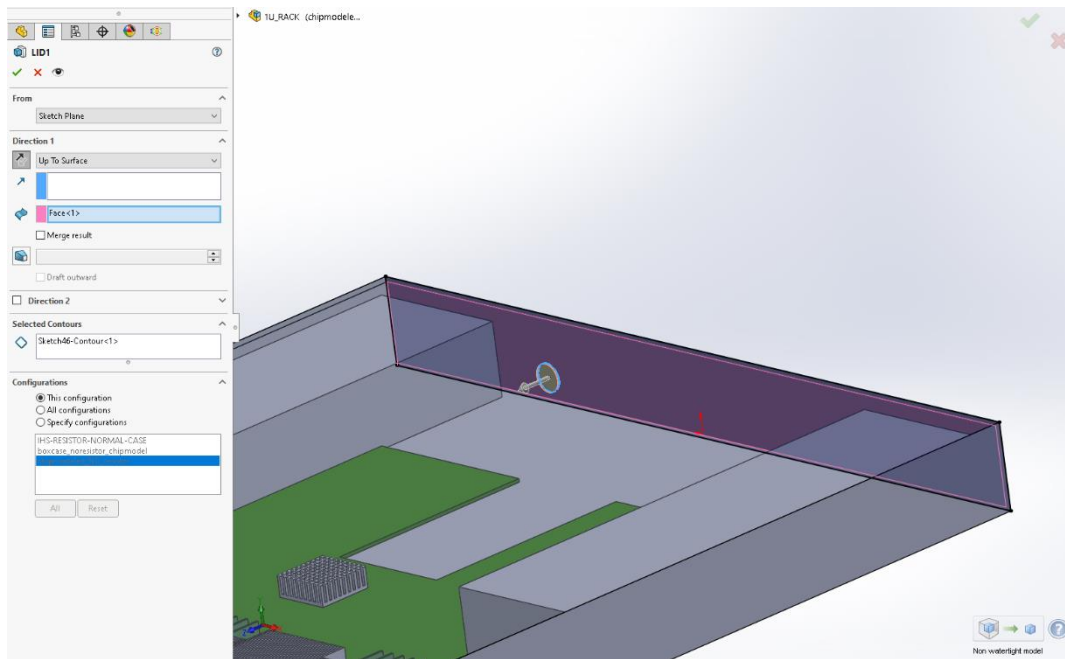 1U_RACK (chipmodele...
LID1
From
Sketch Plane
Direction 1
Up To Surface
Face<1>
Merge result
Draft outward
Direction 2
Selected Contours
Sketch46-Contour<1>
Configurations
This configuration
All configurations
Specify configurations
IHS-RESISTOR-NORMAL-CASE
boxcase_noresistor_chipmodel
All Reset
Non watertight model